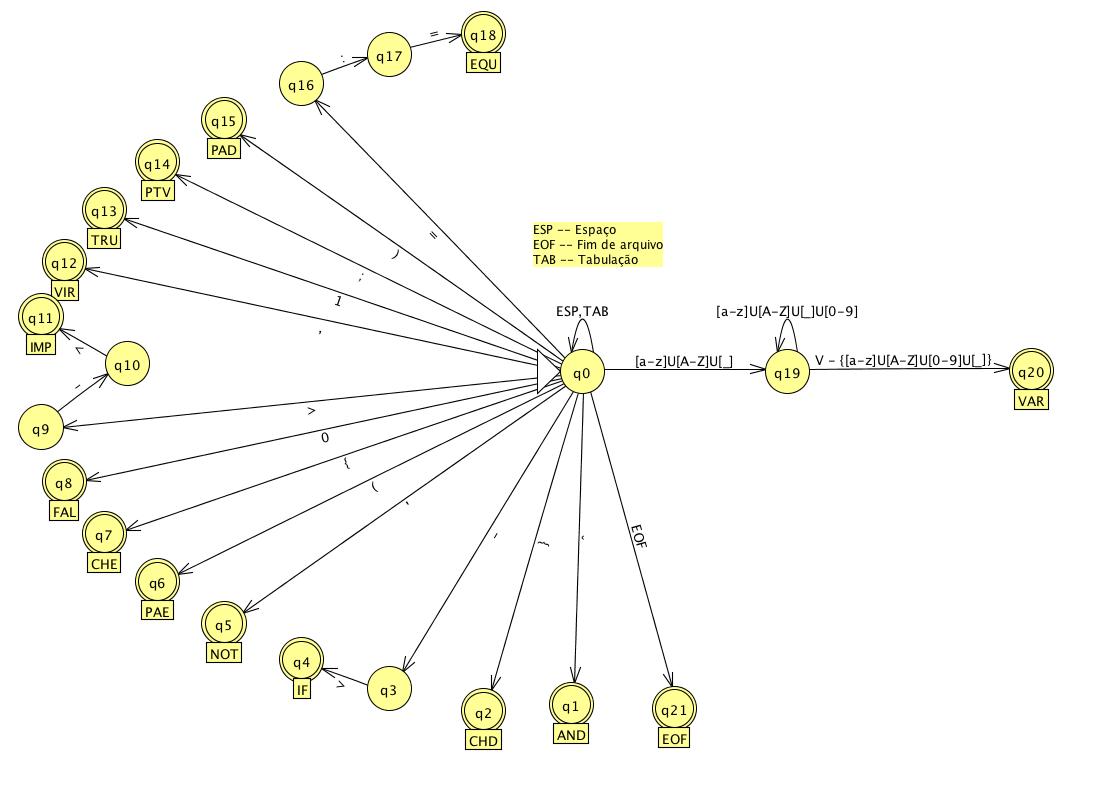 q18
EQU
=
q17
:
q16
q15
PAD
q14
PTV
q13
TRU
q12
VIR
q11
IMP
q10
-
q9
=
)
;
1
,
ESP -- Espaço
EOF -- Fim de arquivo
TAB -- Tabulação
ESP,TAB
q0
[a-z]U[A-Z]U[_]
[a-z]U[A-Z]U[_]U[0-9]
q19
V - {[a-z]U[A-Z]U[0-9]U[_]}
q20
VAR
0
q8
FAL
{
q7
CHE
(
q6
PAE
q5
NOT
-
q3
q4
IF
}
q2
CHD
q1
AND
EOF
q21
EOF